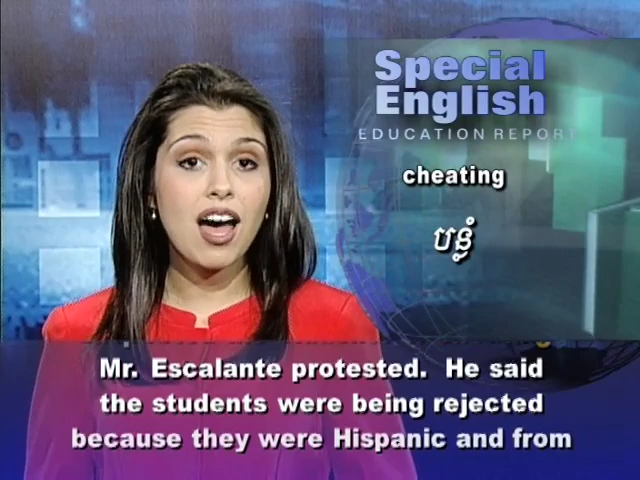 Special
English
EDUCATION REPORT
cheating
បន្លំ
Mr. Escalante protested. He said
the students were being rejected
because they were Hispanic and from